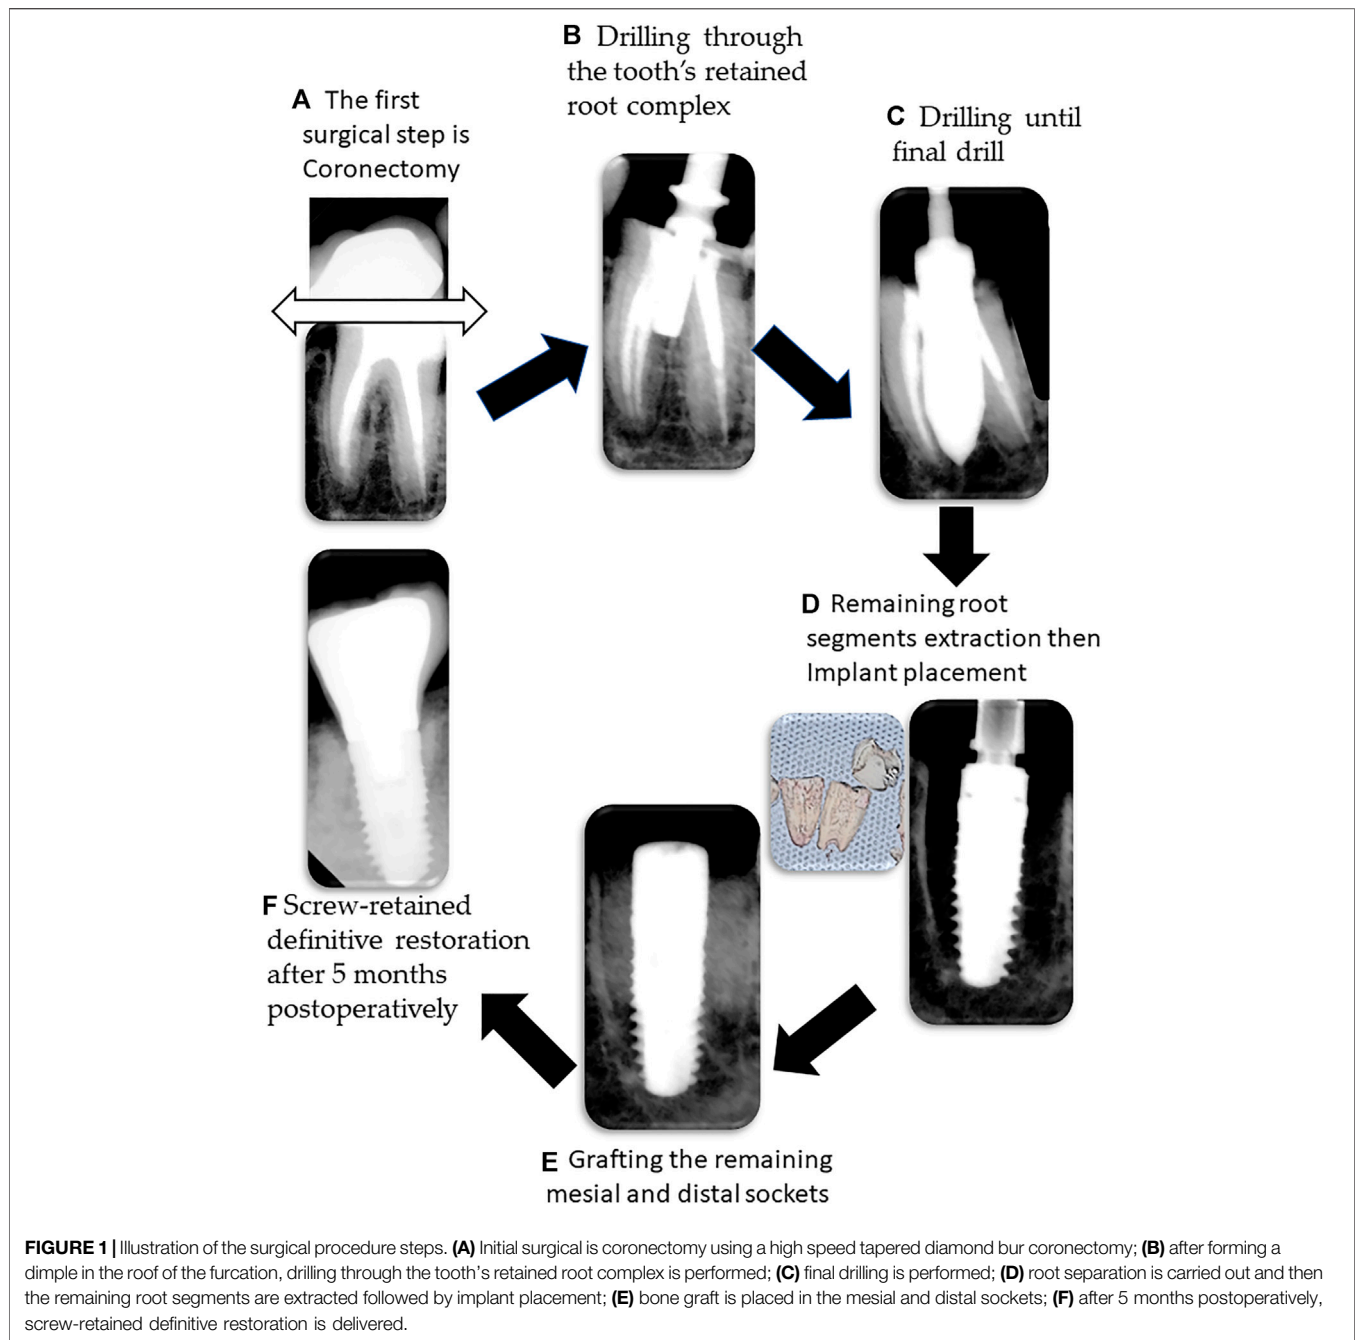 A The first
surgical step is
Coronectomy
B Drilling through
the tooth's retained
root complex
C Drilling until
final drill
D Remaining root
segments extraction then
Implant placement
E Grafting the remaining
mesial and distal sockets
F Screw-retained
definitive restoration
after 5 months
postoperatively
FIGURE 1 | Illustration of the surgical procedure steps. (A) Initial surgical is coronectomy using a high speed tapered diamond bur coronectomy; (B) after forming a
dimple in the roof of the furcation, drilling through the tooth's retained root complex is performed; (C) final drilling is performed; (D) root separation is carried out and then
the remaining root segments are extracted followed by implant placement; (E) bone graft is placed in the mesial and distal sockets; (F) after 5 months postoperatively,
screw-retained definitive restoration is delivered.